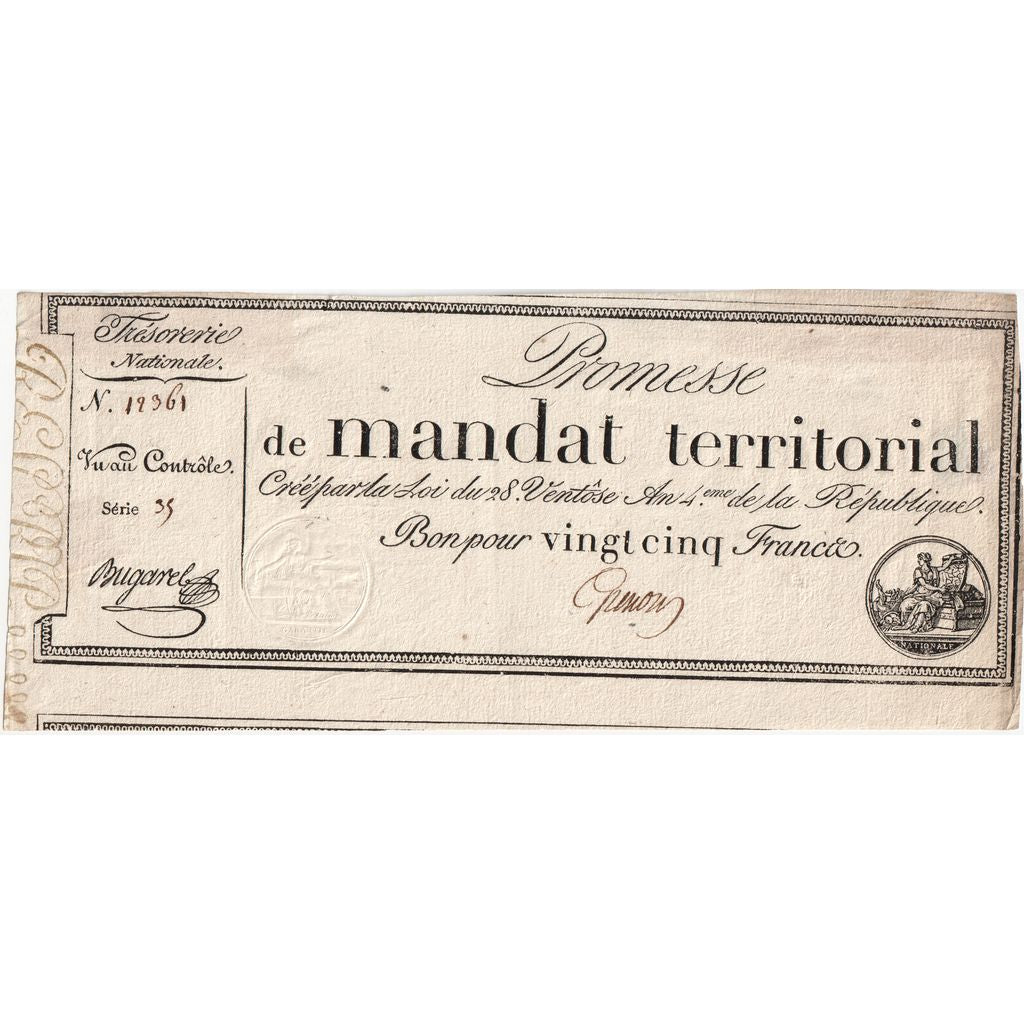 Trésorerie
Nationale.
N. 12361
Vu au Contrôle.
Série 35
Bugarel
Promesse
de mandat territorial
Créé par la Loi du 28. Ventôse An 4.eme de la République.
Bon pour vingt cinq Francs.
NATIONALE